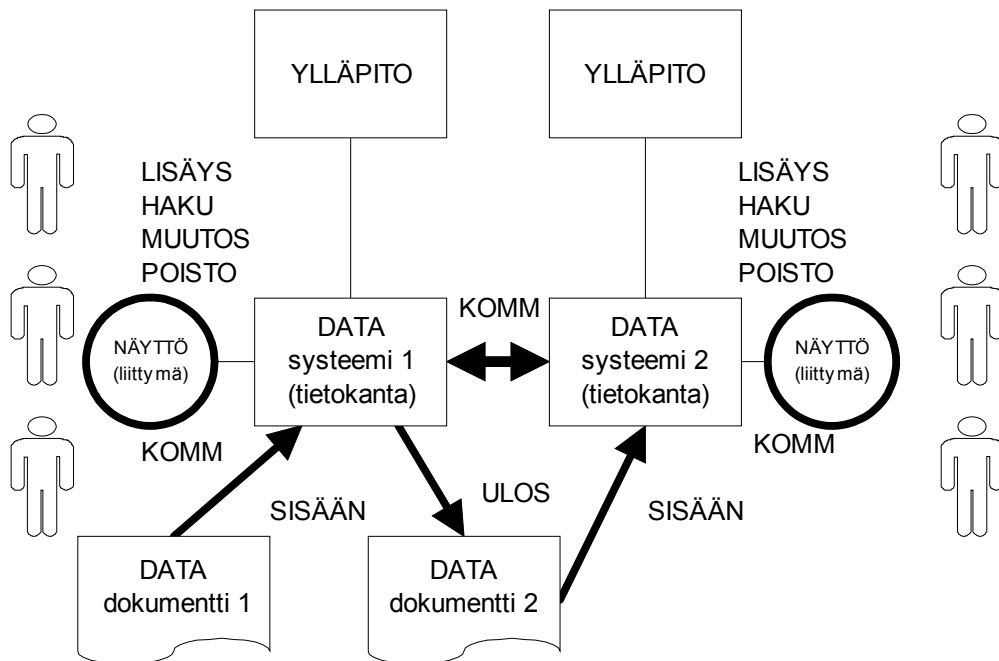 YLLÄPITO
YLLÄPITO
LISÄYS
HAKU
MUUTOS
POISTO
LISÄYS
HAKU
MUUTOS
POISTO
NÄYTTÖ
(liittymä)
DATA
systeemi 1
(tietokanta)
KOMM
DATA
systeemi 2
(tietokanta)
NÄYTTÖ
(liittymä)
KOMM
KOMM
SISÄÄN
ULOS
SISÄÄN
DATA
dokumentti 1
DATA
dokumentti 2